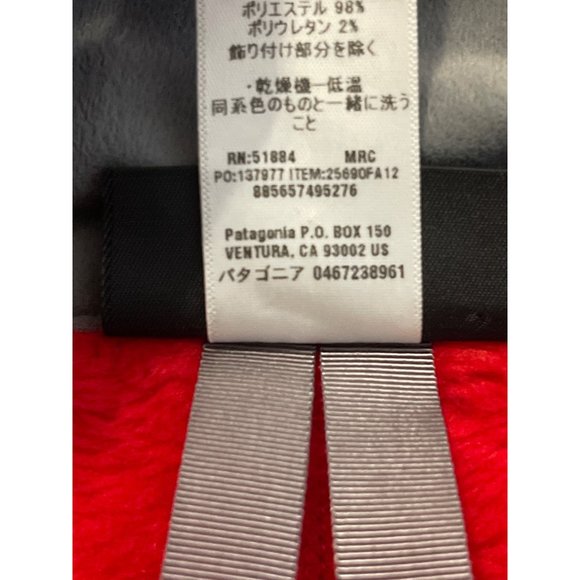 ポリエステル 98%
ポリウレタン 2%
飾り付け部分を除く
・乾燥機ー低温
同系色のものと一緒に洗う
こと
RN:51884 MRC
PO:137977 ITEM:25690FA12
885657495276
Patagonia P.O. BOX 150
VENTURA, CA 93002 US
パタゴニア 0467238961